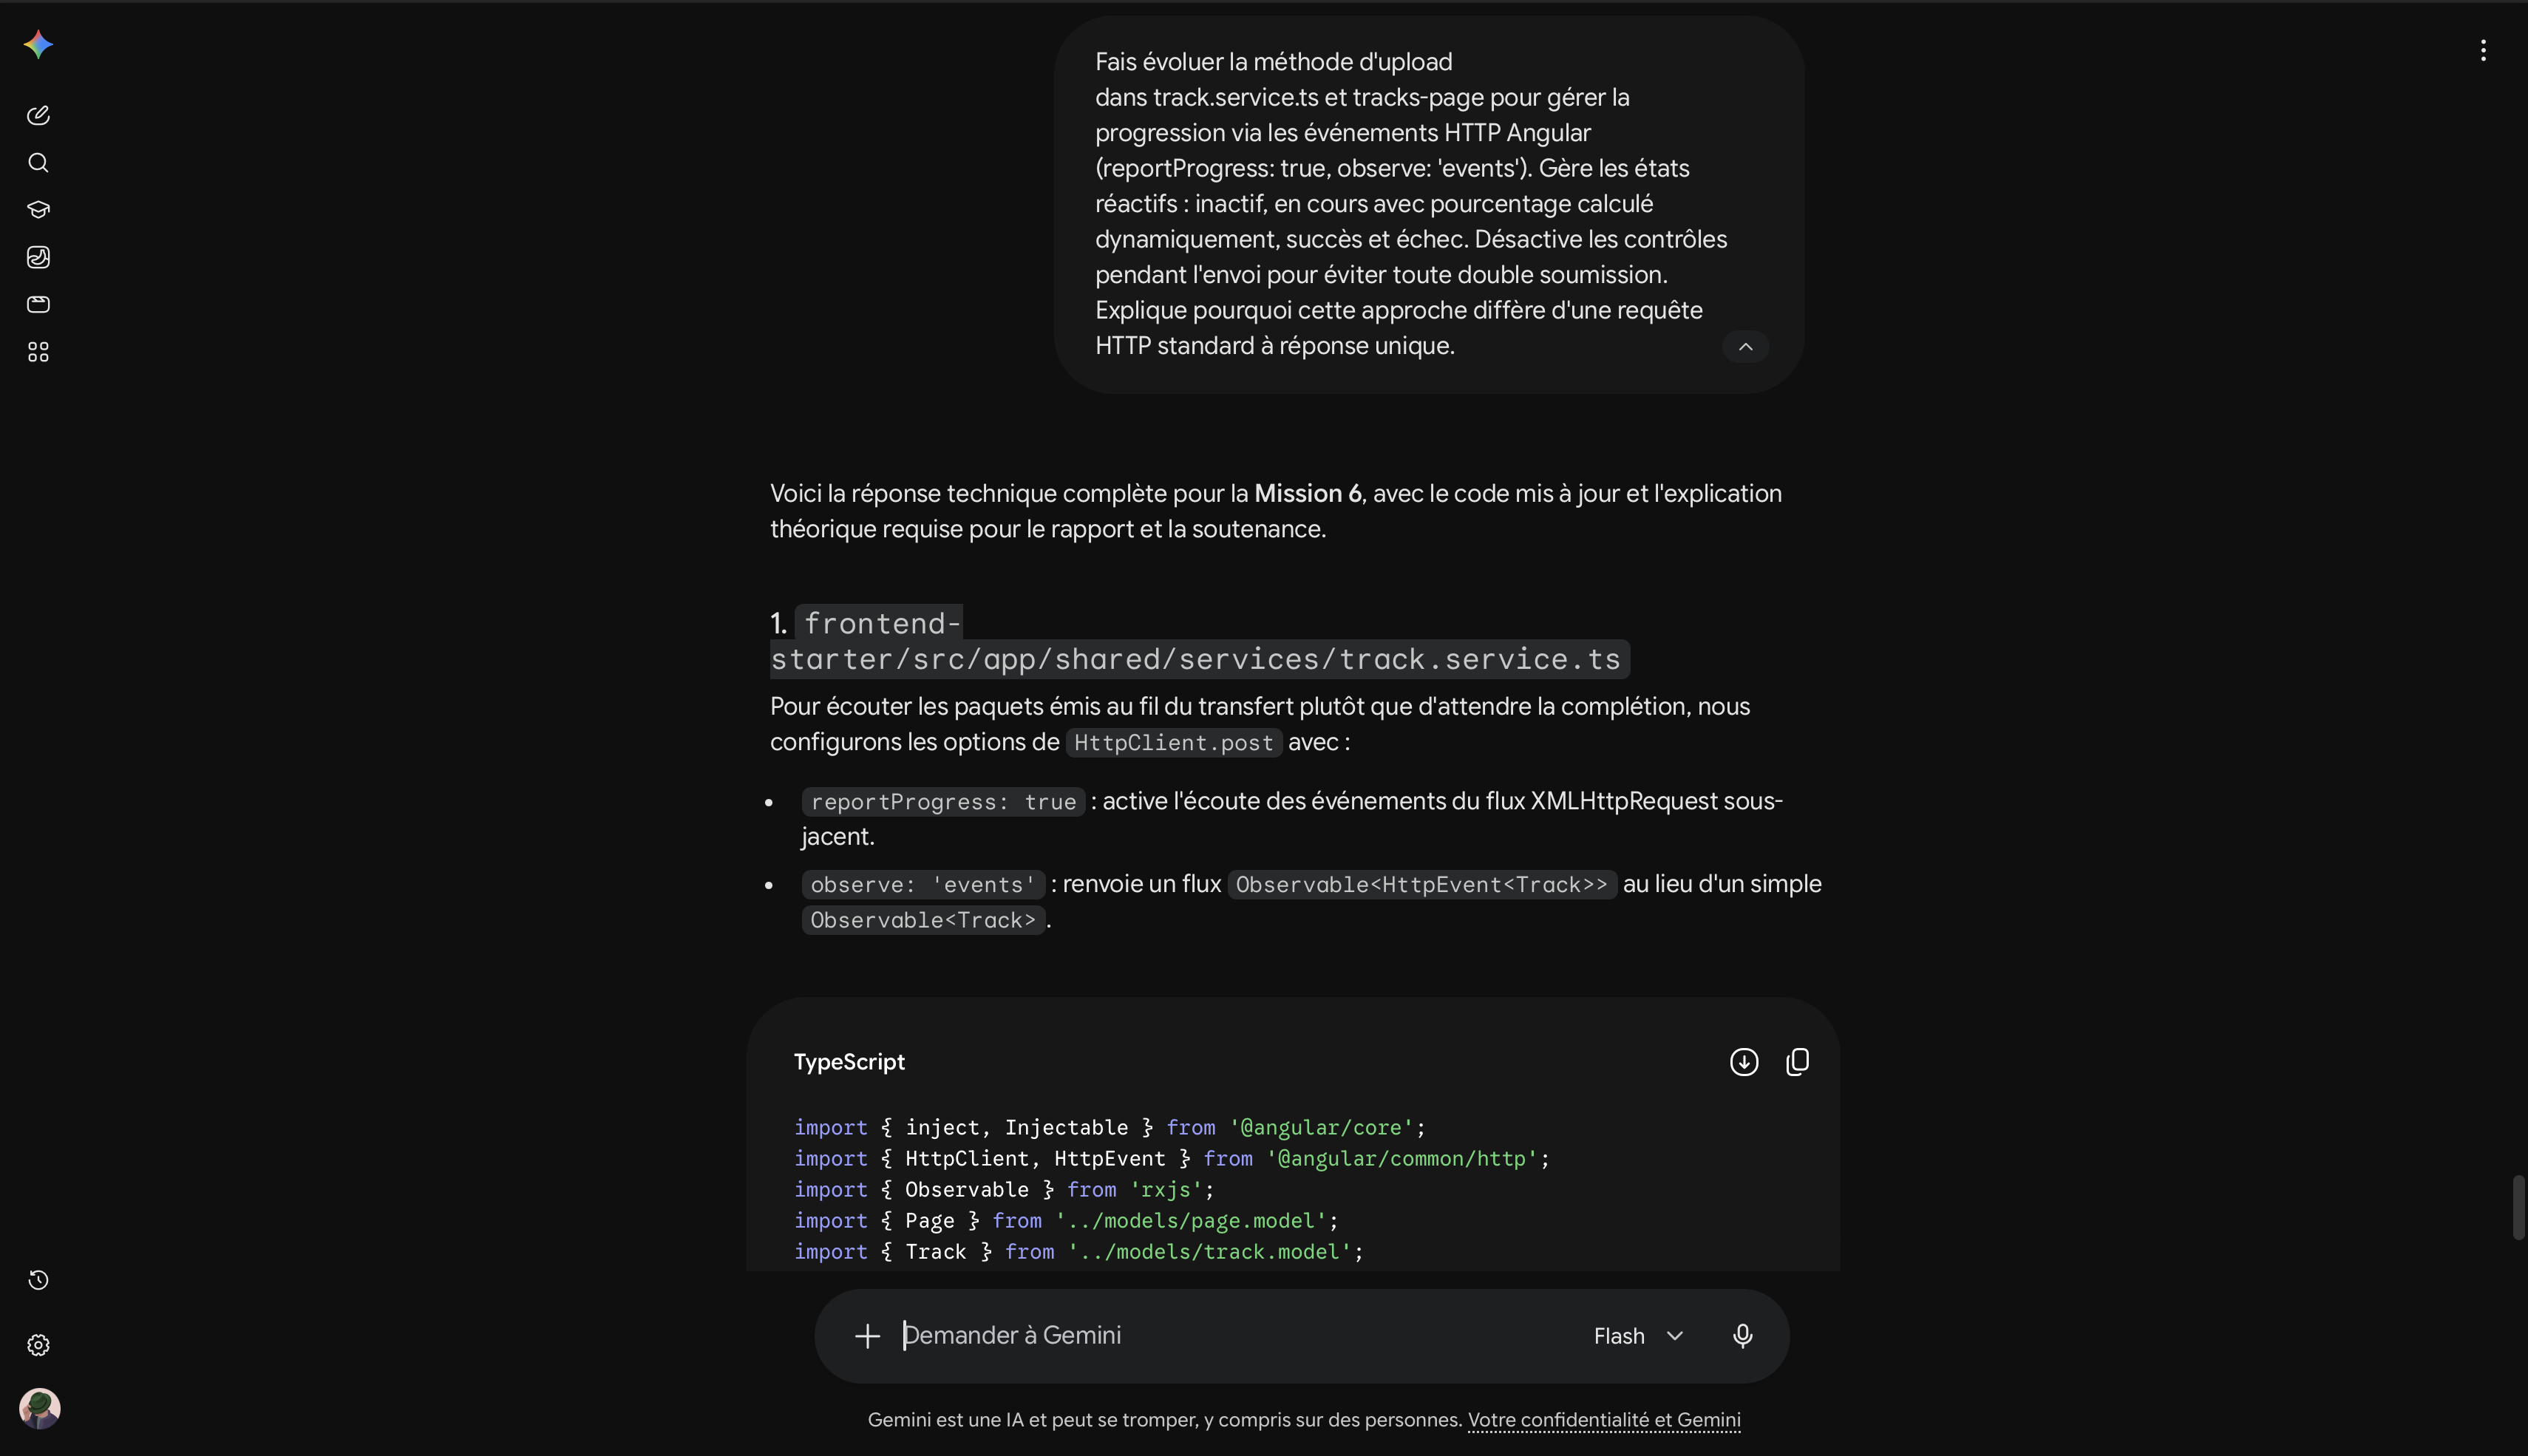 Fais évoluer la méthode d'upload
dans track.service.ts et tracks-page pour gérer la
progression via les événements HTTP Angular
(reportProgress: true, observe: 'events'). Gère les états
réactifs : inactif, en cours avec pourcentage calculé
dynamiquement, succès et échec. Désactive les contrôles
pendant l'envoi pour éviter toute double soumission.
Explique pourquoi cette approche diffère d'une requête
HTTP standard à réponse unique.
Voici la réponse technique complète pour la Mission 6, avec le code mis à jour et l'explication
théorique requise pour le rapport et la soutenance.
1. frontend-
starter/src/app/shared/services/track.service.ts
Pour écouter les paquets émis au fil du transfert plutôt que d'attendre la complétion, nous
configurons les options de HttpClient.post avec :
• reportProgress: true : active l'écoute des événements du flux XMLHttpRequest sous-
jacent.
• observe: 'events' : renvoie un flux Observable<HttpEvent<Track>> au lieu d'un simple
Observable<Track>.
TypeScript
import { inject, Injectable } from '@angular/core';
import { HttpClient, HttpEvent } from '@angular/common/http';
import { Observable } from 'rxjs';
import { Page } from '../models/page.model';
import { Track } from '../models/track.model';
Demander à Gemini
Flash
Gemini est une IA et peut se tromper, y compris sur des personnes. Votre confidentialité et Gemini